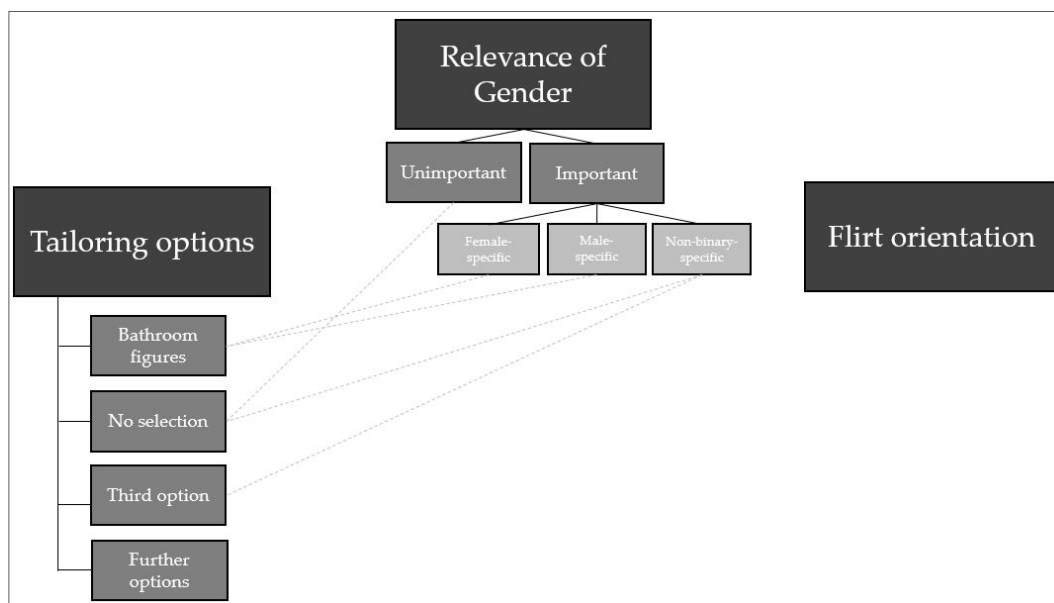 Relevance of
Gender
Unimportant
Important
Female-
specific
Male-
specific
Non-binary-
specific
Tailoring options
Bathroom
figures
No selection
Third option
Further
options
Flirt orientation